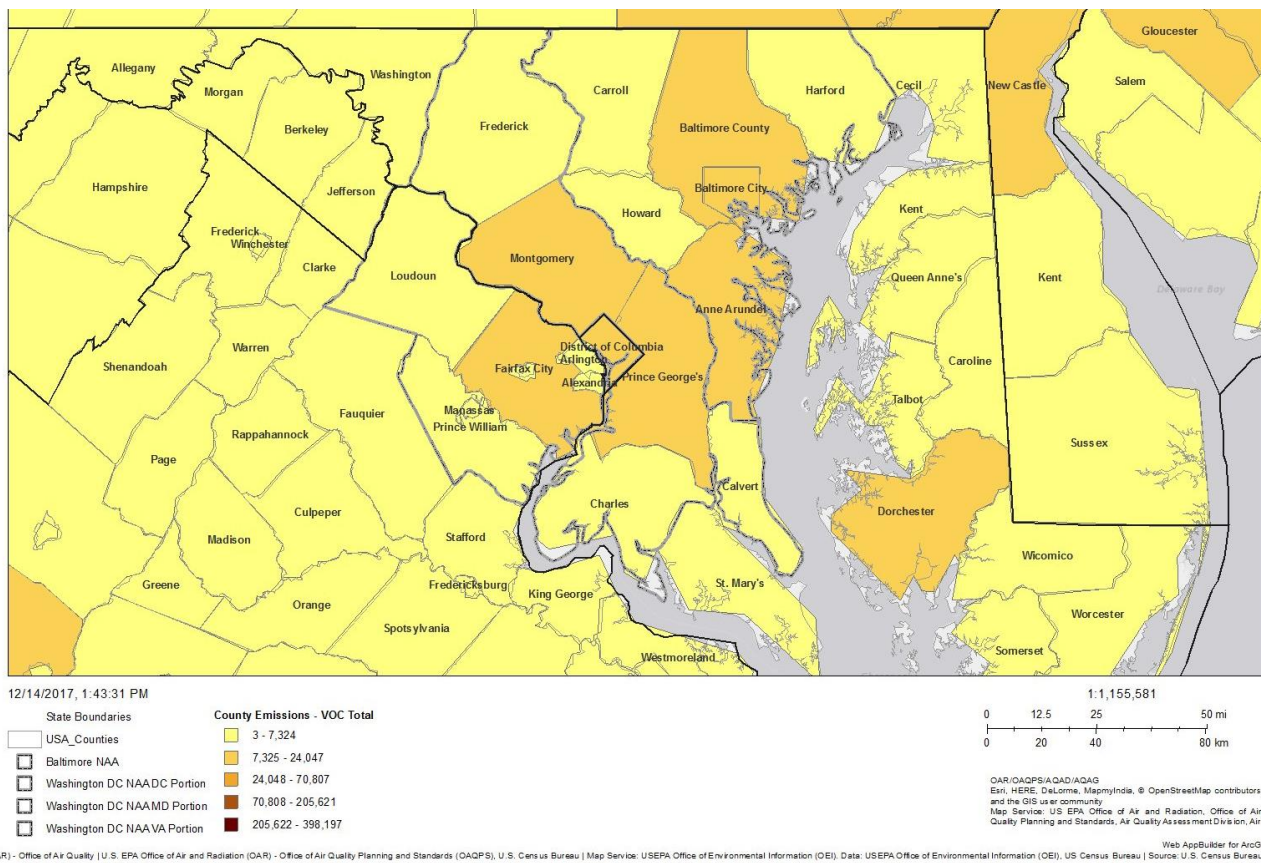 Gloucester
Allegany
Washington
New Castle
Salem
Morgan
Carroll
Harford
Cecil
Berkeley
Frederick
Baltimore County
Hampshire
Jefferson
Baltimore City
Kent
Howard
Frederick
Winchester
Montgomery
Clarke
Loudoun
Queen Anne's
Kent
Delaware Bay
Anne Arundel
Shenandoah
Warren
District of Columbia
Arlington
Fairfax City
Alexandria
Prince George's
Caroline
Talbot
Fauquier
Manassas
Prince William
Rappahannock
Sussex
Page
Calvert
Charles
Dorchester
Culpeper
Madison
Stafford
Wicomico
Greene
Fredericksburg
King George
St. Mary's
Orange
Worcester
Spotsylvania
Westmoreland
Somerset
12/14/2017, 1:43:31 PM
State Boundaries
USA_Counties
Baltimore NAA
Washington DC NAA DC Portion
Washington DC NAA MD Portion
Washington DC NAA VA Portion
County Emissions - VOC Total
3 - 7,324
7,325 - 24,047
24,048 - 70,807
70,808 - 205,621
205,622 - 398,197
1:1,155,581
0 12.5 25 50 mi
0 20 40 80 km
OAR/OAQPS/AQAD/AQAG
Esri, HERE, DeLorme, MapmyIndia, © OpenStreetMap contributors
and the GIS user community
Map Service: US EPA Office of Air and Radiation, Office of Air
Quality Planning and Standards, Air Quality Assessment Division, Air
Web AppBuilder for ArcG
R) - Office of Air Quality | U.S. EPA Office of Air and Radiation (OAR) - Office of Air Quality Planning and Standards (OAQPS), U.S. Census Bureau | Map Service: USEPA Office of Environmental Information (OEI). Data: USEPA Office of Environmental Information (OEI), US Census Bureau | Source: U.S. Census Bureau